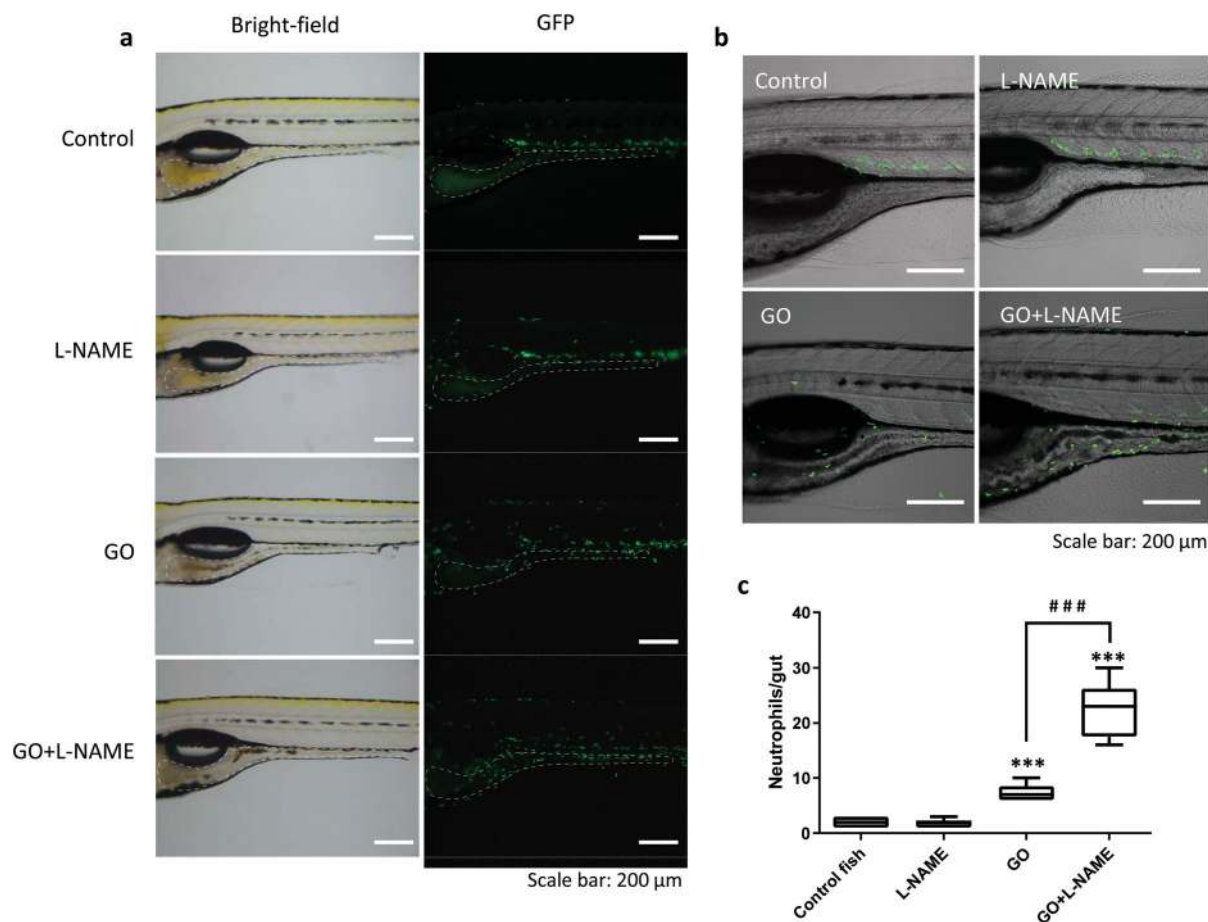 a
Bright-field
GFP
Control
L-NAME
GO
GO+L-NAME
Scale bar: 200 μm
b
Control
L-NAME
GO
GO+L-NAME
Scale bar: 200 μm
c
Neutrophils/gut
40
30
20
10
0
###
***
***
Control fish
L-NAME
GO
GO+L-NAME